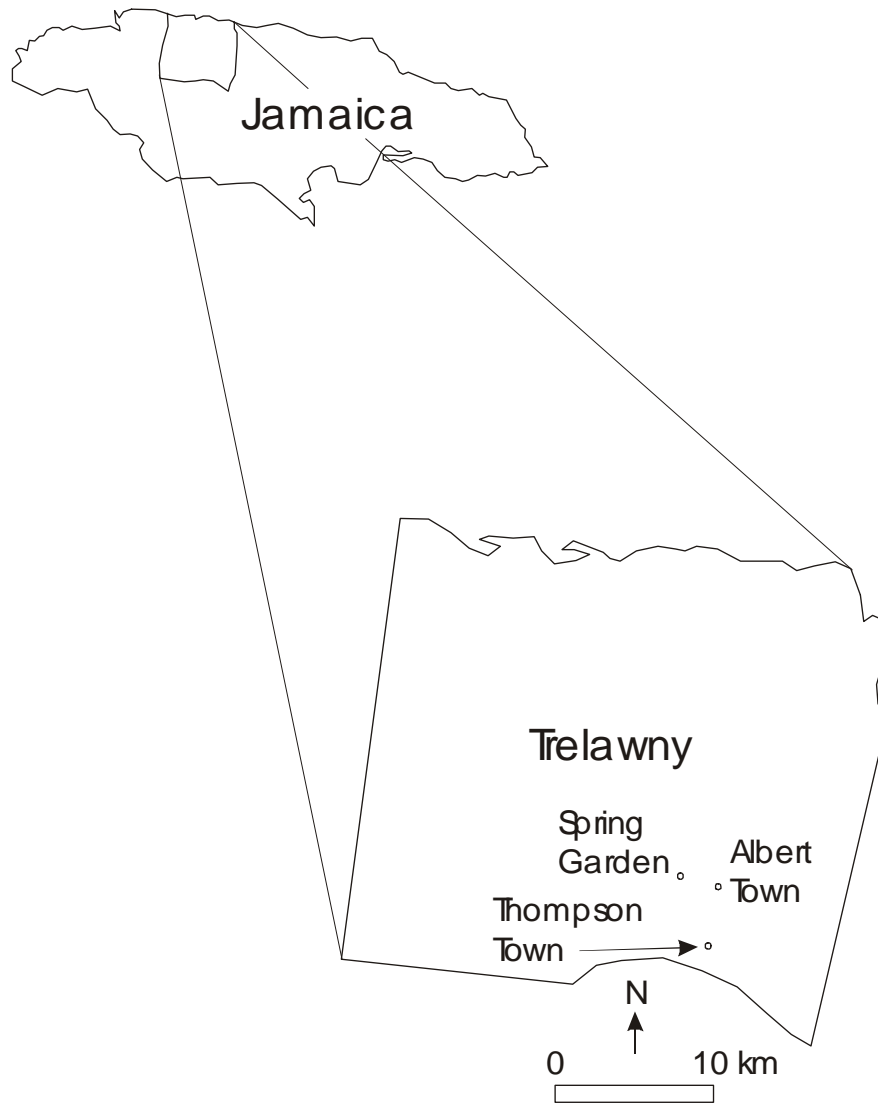 Jamaica
Trelawny
Spring
Garden
Albert
Town
Thompson
Town
N
0 10 km